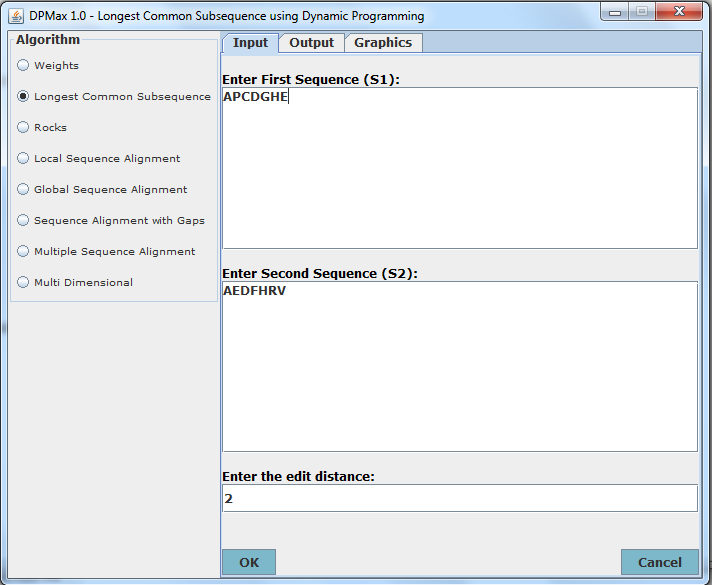 DPMax 1.0 - Longest Common Subsequence using Dynamic Programming
Algorithm
Weights
Longest Common Subsequence
Rocks
Local Sequence Alignment
Global Sequence Alignment
Sequence Alignment with Gaps
Multiple Sequence Alignment
Multi Dimensional
Input Output Graphics
Enter First Sequence (S1):
APCDGHE
Enter Second Sequence (S2):
AEDFHRV
Enter the edit distance:
2
OK Cancel